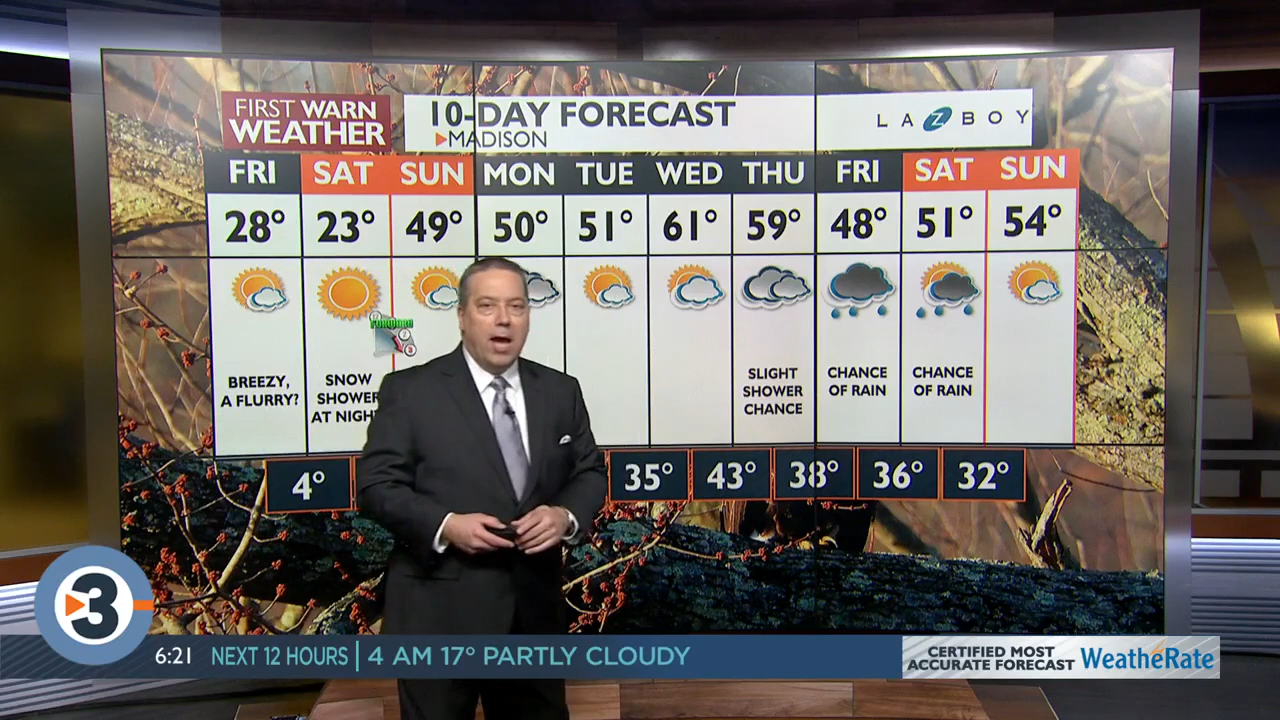 FIRST WARN
WEATHER
10-DAY FORECAST
MADISON
LAZBOY
FRI SAT SUN MON TUE WED THU FRI SAT SUN
28° 23° 49° 50° 51° 61° 59° 48° 51° 54°
BREEZY,
A FLURRY?
SNOW
SHOWER
AT NIGHT
SLIGHT
SHOWER
CHANCE
CHANCE
OF RAIN
CHANCE
OF RAIN
4° 35° 43° 38° 36° 32°
3
6:21 NEXT 12 HOURS | 4 AM 17° PARTLY CLOUDY
CERTIFIED MOST
ACCURATE FORECAST
WeatheRate